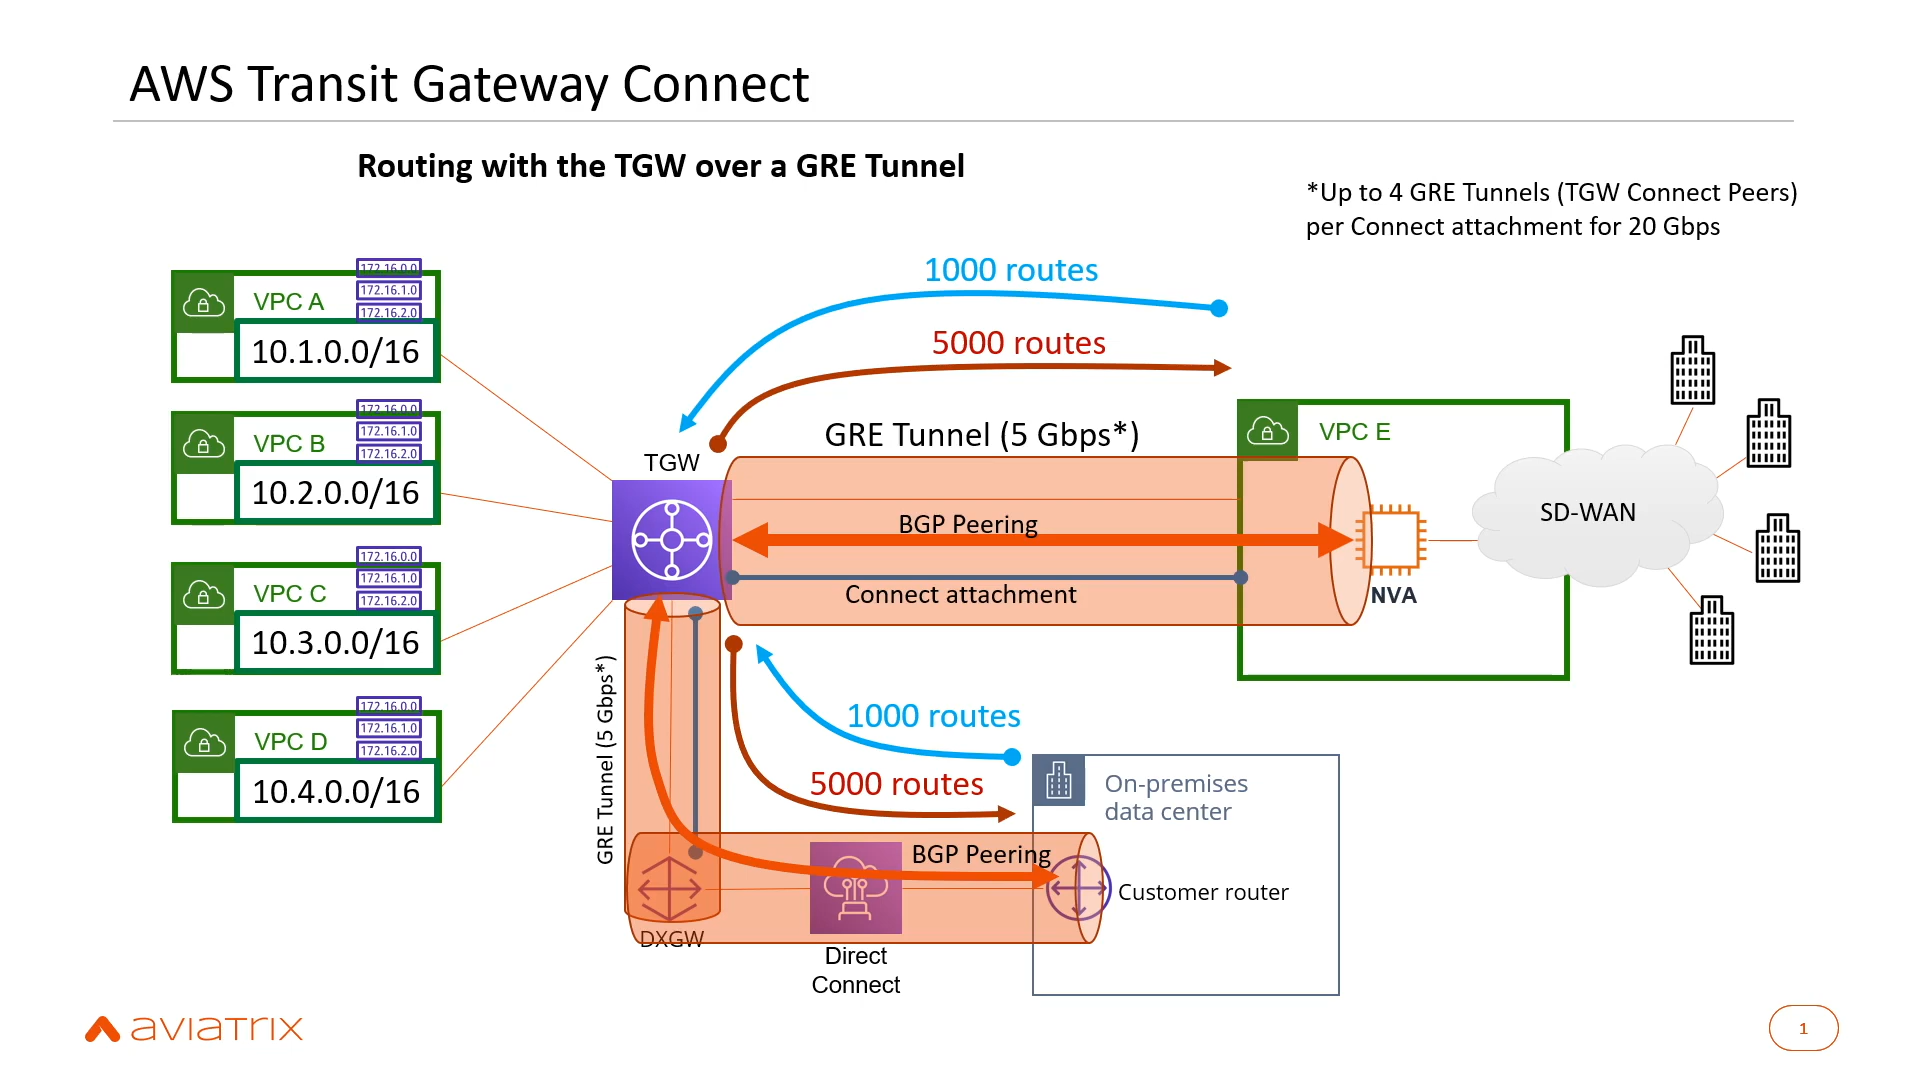 AWS Transit Gateway Connect
Routing with the TGW over a GRE Tunnel
*Up to 4 GRE Tunnels (TGW Connect Peers)
per Connect attachment for 20 Gbps
172.16.0.0
172.16.1.0
172.16.2.0
VPC A
10.1.0.0/16
172.16.0.0
172.16.1.0
172.16.2.0
VPC B
10.2.0.0/16
172.16.0.0
172.16.1.0
172.16.2.0
VPC C
10.3.0.0/16
172.16.0.0
172.16.1.0
172.16.2.0
VPC D
10.4.0.0/16
1000 routes
5000 routes
GRE Tunnel (5 Gbps*)
TGW
BGP Peering
Connect attachment
VPC E
NVA
SD-WAN
GRE Tunnel (5 Gbps*)
1000 routes
5000 routes
On-premises
data center
BGP Peering
Customer router
DXGW
Direct
Connect
aviatrix
1